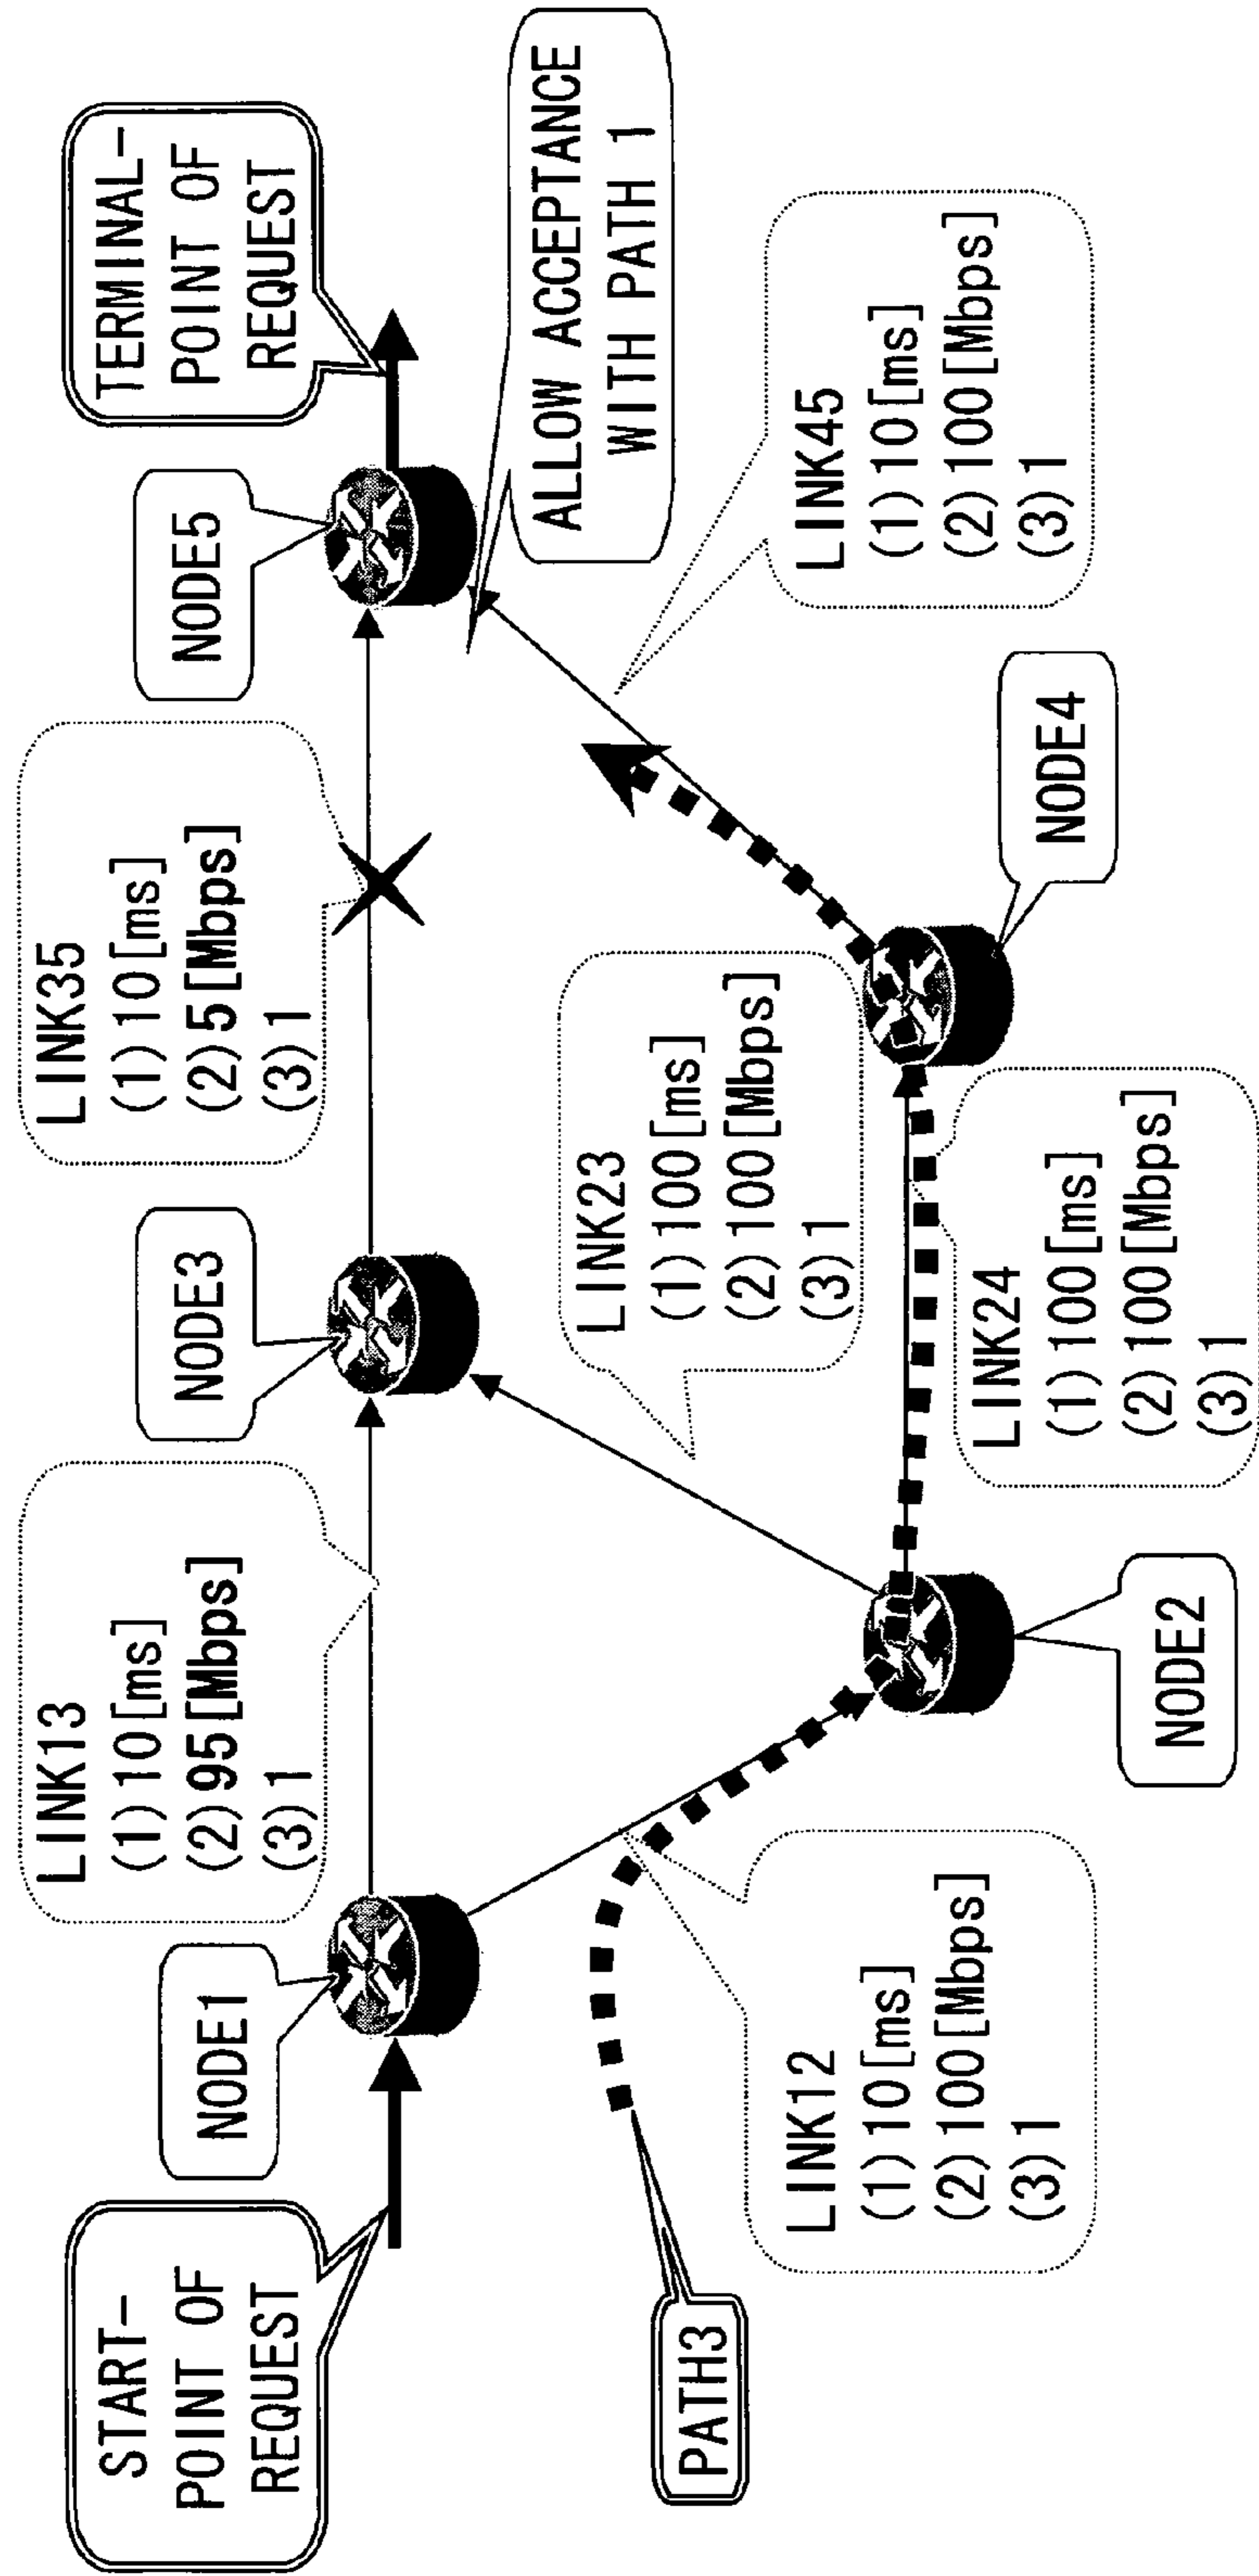 START-
POINT OF
REQUEST
NODE1
LINK13
(1) 10[ms]
(2) 95[Mbps]
(3) 1
NODE3
LINK35
(1) 10[ms]
(2) 5[Mbps]
(3) 1
NODE5
TERMINAL-
POINT OF
REQUEST
ALLOW ACCEPTANCE
WITH PATH 1
PATH3
LINK12
(1) 10[ms]
(2) 100[Mbps]
(3) 1
NODE2
LINK23
(1) 100[ms]
(2) 100[Mbps]
(3) 1
LINK24
(1) 100[ms]
(2) 100[Mbps]
(3) 1
NODE4
LINK45
(1) 10[ms]
(2) 100[Mbps]
(3) 1